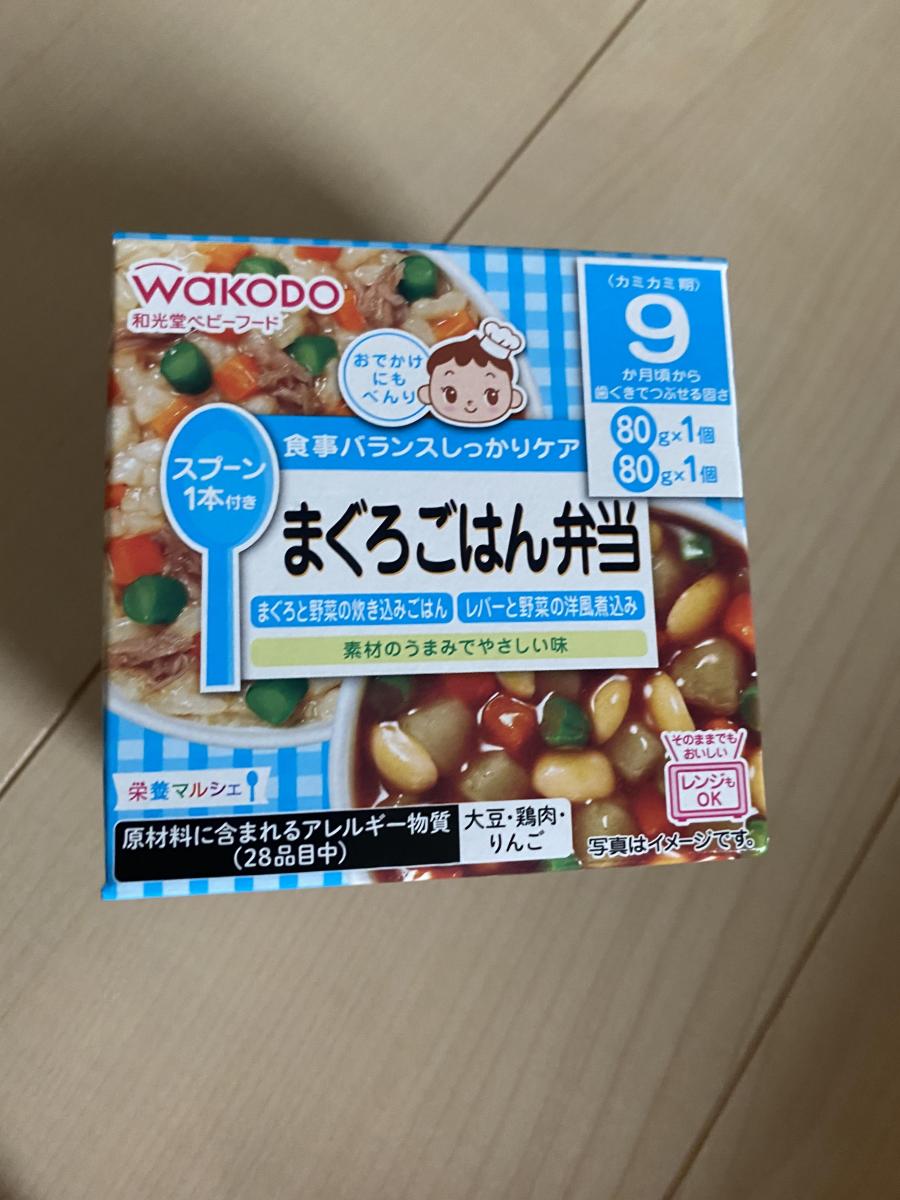 wakodo
和光堂ベビーフード
おでかけ
にも
べんり
〈カミカミ期〉
9
か月頃から
歯ぐきでつぶせる固さ
80g×1個
80g×1個
スプーン
1本付き
食事バランスしっかりケア
まぐろごはん弁当
まぐろと野菜の炊き込みごはん
レバーと野菜の洋風煮込み
素材のうまみでやさしい味
そのままでも
おいしい
レンジも
OK
栄養マルシェ
原材料に含まれるアレルギー物質
(28品目中)
大豆・鶏肉・
りんご
写真はイメージです。